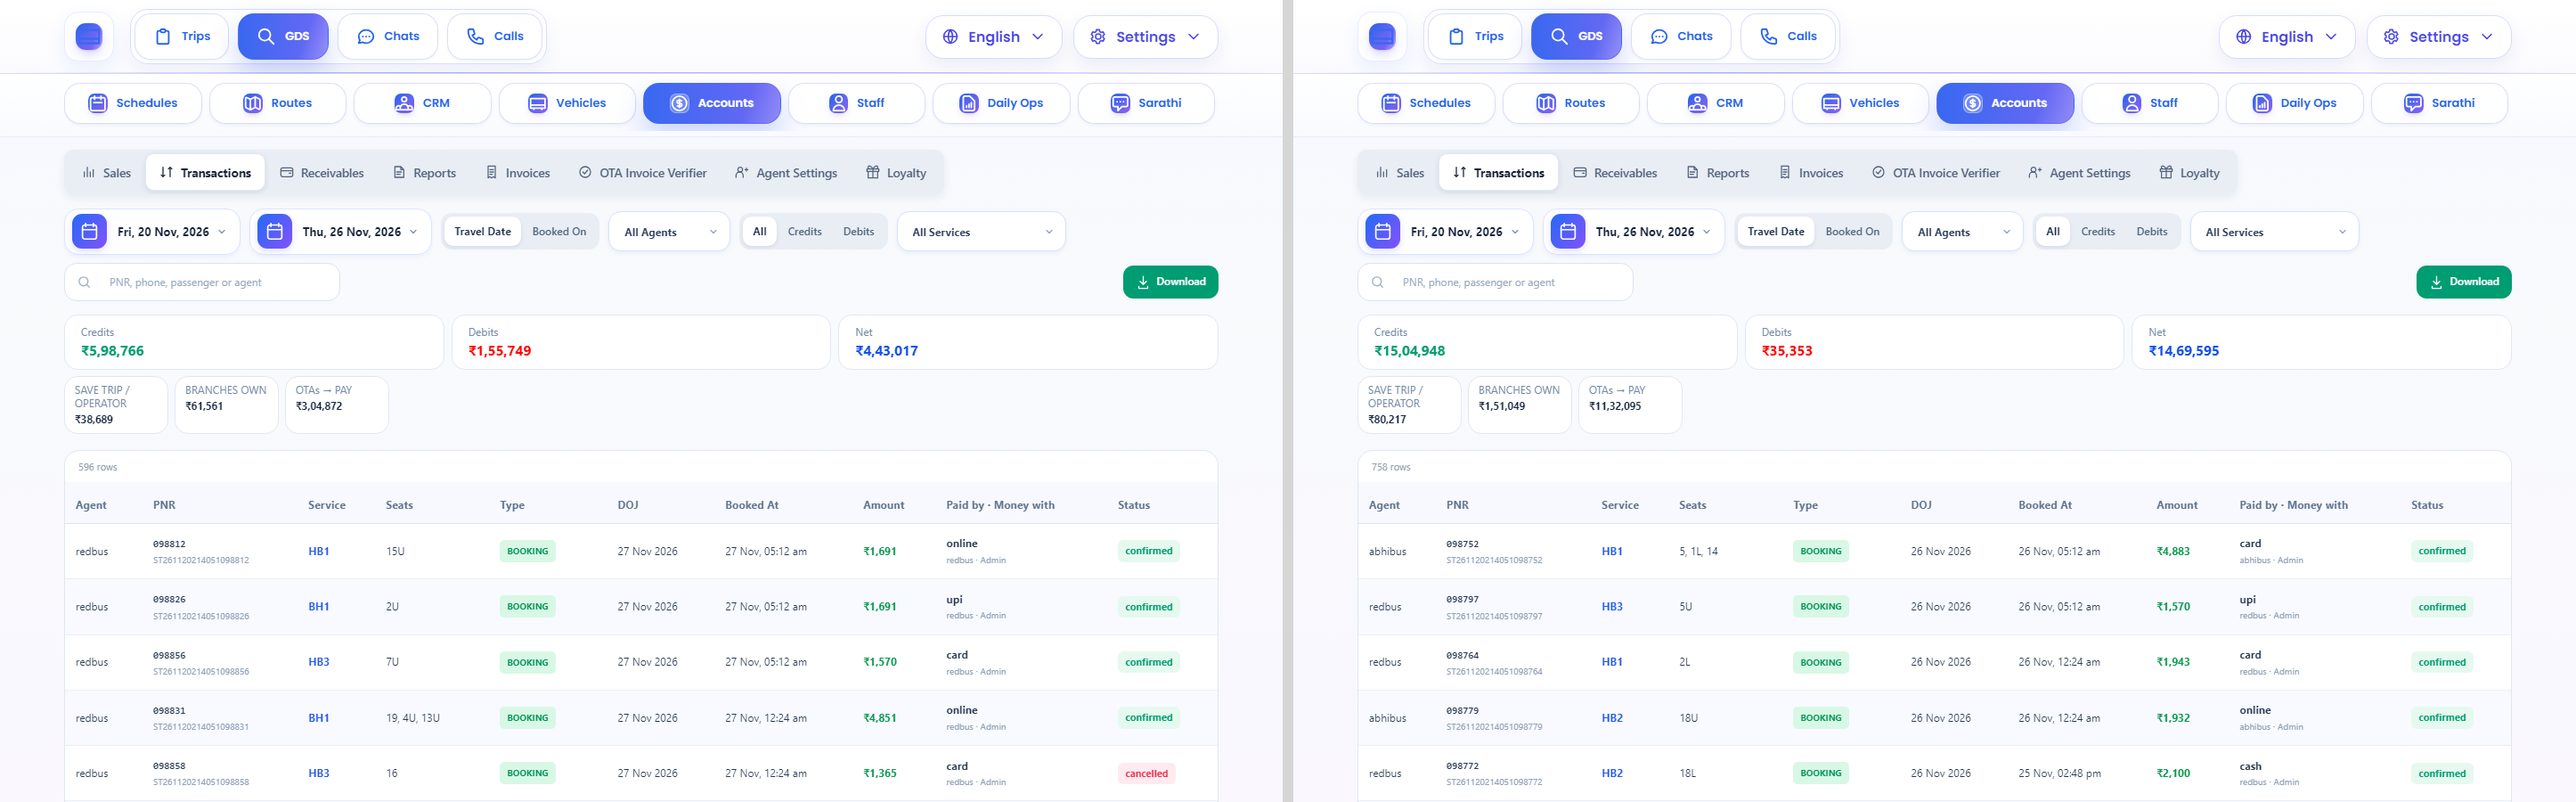 Trips GDS Chats Calls English Settings
Schedules Routes CRM Vehicles Accounts Staff Daily Ops Sarathi
Sales Transactions Receivables Reports Invoices OTA Invoice Verifier Agent Settings Loyalty
Fri, 20 Nov, 2026 Thu, 26 Nov, 2026 Travel Date Booked On All Agents All Credits Debits All Services
PNR, phone, passenger or agent Download
Credits Debits Net
₹5,98,766 ₹1,55,749 ₹4,43,017
SAVE TRIP / OPERATOR BRANCHES OWN OTAs → PAY
₹38,689 ₹61,561 ₹3,04,872
596 rows
Agent PNR Service Seats Type DOJ Booked At Amount Paid by · Money with Status
redbus 098812 HB1 15U BOOKING 27 Nov 2026 27 Nov, 05:12 am ₹1,691 online confirmed
ST261120214051098812 redbus · Admin
redbus 098826 BH1 2U BOOKING 27 Nov 2026 27 Nov, 05:12 am ₹1,691 upi confirmed
ST261120214051098826 redbus · Admin
redbus 098856 HB3 7U BOOKING 27 Nov 2026 27 Nov, 05:12 am ₹1,570 card confirmed
ST261120214051098856 redbus · Admin
redbus 098831 BH1 19, 4U, 13U BOOKING 27 Nov 2026 27 Nov, 12:24 am ₹4,851 online confirmed
ST261120214051098831 redbus · Admin
redbus 098858 HB3 16 BOOKING 27 Nov 2026 27 Nov, 12:24 am ₹1,365 card cancelled
ST261120214051098858 redbus · Admin
Trips GDS Chats Calls English Settings
Schedules Routes CRM Vehicles Accounts Staff Daily Ops Sarathi
Sales Transactions Receivables Reports Invoices OTA Invoice Verifier Agent Settings Loyalty
Fri, 20 Nov, 2026 Thu, 26 Nov, 2026 Travel Date Booked On All Agents All Credits Debits All Services
PNR, phone, passenger or agent Download
Credits Debits Net
₹15,04,948 ₹35,353 ₹14,69,595
SAVE TRIP / OPERATOR BRANCHES OWN OTAs → PAY
₹80,217 ₹1,51,049 ₹11,32,095
758 rows
Agent PNR Service Seats Type DOJ Booked At Amount Paid by · Money with Status
abhibus 098752 HB1 5, 1L, 14 BOOKING 26 Nov 2026 26 Nov, 05:12 am ₹4,883 card confirmed
ST261120214051098752 abhibus · Admin
redbus 098797 HB3 5U BOOKING 26 Nov 2026 26 Nov, 05:12 am ₹1,570 upi confirmed
ST261120214051098797 redbus · Admin
redbus 098764 HB1 2L BOOKING 26 Nov 2026 26 Nov, 12:24 am ₹1,943 card confirmed
ST261120214051098764 redbus · Admin
abhibus 098779 HB2 18U BOOKING 26 Nov 2026 26 Nov, 12:24 am ₹1,932 online confirmed
ST261120214051098779 abhibus · Admin
redbus 098772 HB2 18L BOOKING 26 Nov 2026 25 Nov, 02:48 pm ₹2,100 cash confirmed
ST261120214051098772 redbus · Admin